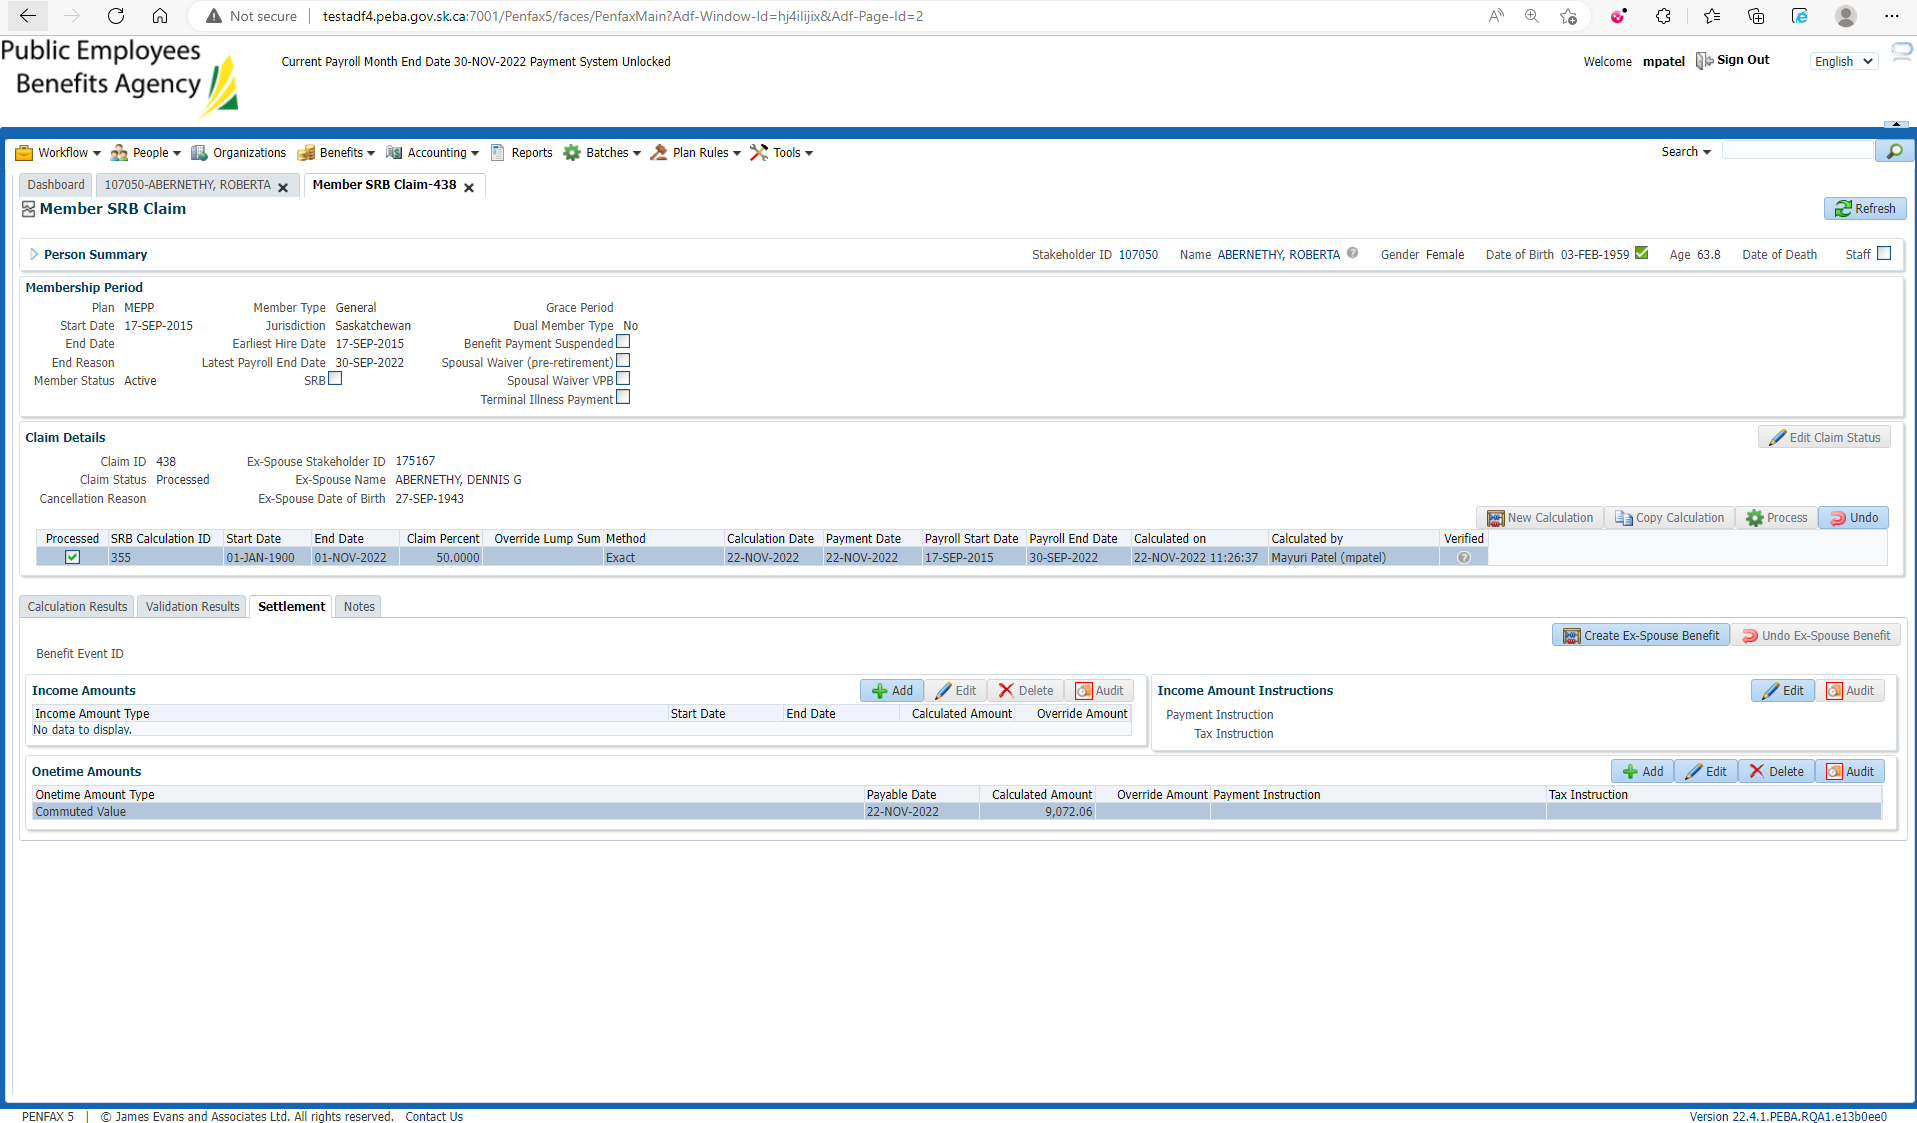 Not secure | testadf4.peba.gov.sk.ca:7001/Penfax5/faces/PenfaxMain?Adf-Window-Id=hj4ilijix&Adf-Page-Id=2
Public Employees
Benefits Agency
Current Payroll Month End Date 30-NOV-2022 Payment System Unlocked
Welcome mpatel Sign Out English
Workflow People Organizations Benefits Accounting Reports Batches Plan Rules Tools Search
Dashboard 107050-ABERNETHY, ROBERTA Member SRB Claim-438
Member SRB Claim Refresh
Person Summary Stakeholder ID 107050 Name ABERNETHY, ROBERTA Gender Female Date of Birth 03-FEB-1959 Age 63.8 Date of Death Staff
Membership Period
Plan MEPP Member Type General Grace Period
Start Date 17-SEP-2015 Jurisdiction Saskatchewan Dual Member Type No
End Date Earliest Hire Date 17-SEP-2015 Benefit Payment Suspended
End Reason Latest Payroll End Date 30-SEP-2022 Spousal Waiver (pre-retirement)
Member Status Active SRB Spousal Waiver VPB
Terminal Illness Payment
Claim Details Edit Claim Status
Claim ID 438 Ex-Spouse Stakeholder ID 175167
Claim Status Processed Ex-Spouse Name ABERNETHY, DENNIS G
Cancellation Reason Ex-Spouse Date of Birth 27-SEP-1943
New Calculation Copy Calculation Process Undo
Processed SRB Calculation ID Start Date End Date Claim Percent Override Lump Sum Method Calculation Date Payment Date Payroll Start Date Payroll End Date Calculated on Calculated by Verified
355 01-JAN-1900 01-NOV-2022 50.0000 Exact 22-NOV-2022 22-NOV-2022 17-SEP-2015 30-SEP-2022 22-NOV-2022 11:26:37 Mayuri Patel (mpatel)
Calculation Results Validation Results Settlement Notes
Create Ex-Spouse Benefit Undo Ex-Spouse Benefit
Benefit Event ID
Income Amounts Add Edit Delete Audit Income Amount Instructions Edit Audit
Income Amount Type Start Date End Date Calculated Amount Override Amount Payment Instruction
No data to display. Tax Instruction
Onetime Amounts Add Edit Delete Audit
Onetime Amount Type Payable Date Calculated Amount Override Amount Payment Instruction Tax Instruction
Commuted Value 22-NOV-2022 9,072.06
PENFAX 5 | © James Evans and Associates Ltd. All rights reserved. Contact Us Version 22.4.1.PEBA.RQA1.e13b0ee0